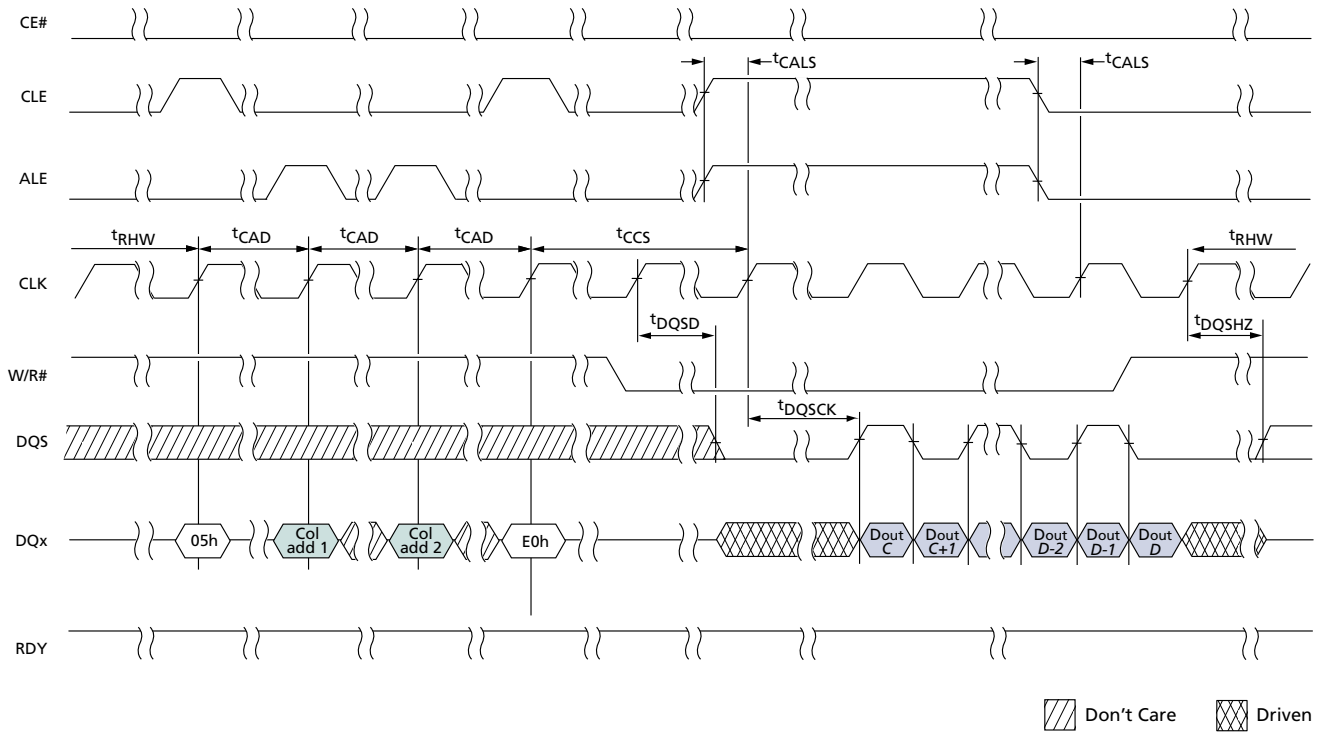 CE#
tCALS tCALS
CLE
ALE
tRHW tCAD tCAD tCAD tCCS tRHW
CLK
tDQSD tDQSHZ
W/R#
tDQSCK
DQS
DQx 05h Col add 1 Col add 2 E0h Dout C Dout C+1 Dout D-2 Dout D-1 Dout D
RDY
Don't Care Driven